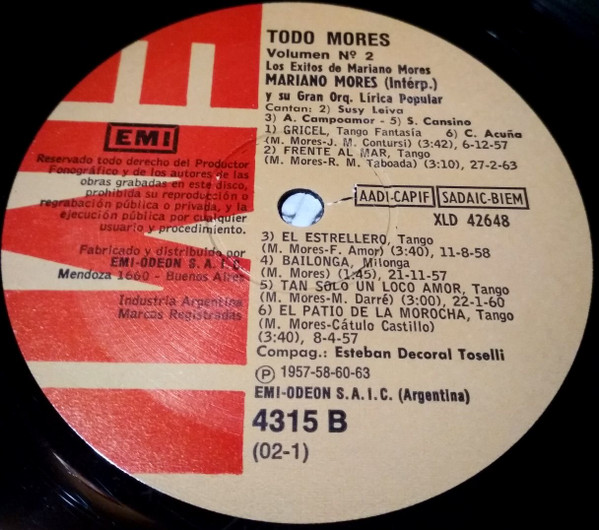 TODO MORES
Volumen Nº 2
Los Exitos de Mariano Mores
MARIANO MORES (Intérp.)
y su Gran Orq. Lírica Popular
Cantan: 2) Susy Leiva
3) A. Campoamor - 5) S. Cansino
1) GRICEL, Tango Fantasía 6) C. Acuña
(M. Mores-J. M. Contursi) (3:42), 6-12-57
2) FRENTE AL MAR, Tango
(M. Mores-R. M. Taboada) (3:10), 27-2-63
EMI
Reservado todo derecho del Productor
Fonográfico y de los autores de las
obras grabadas en este disco,
prohibida su reproducción o
regrabación pública o privada, y la
ejecución pública por cualquier
usuario y procedimiento.
Fabricado y distribuido por
EMI-ODEON S.A.I.C.
Mendoza 1660 - Buenos Aires
Industria Argentina
Marcas Registradas
AADI-CAPIF SADAIC-BIEM
XLD 42648
3) EL ESTRELLERO, Tango
(M. Mores-F. Amor) (3:40), 11-8-58
4) BAILONGA, Milonga
(M. Mores) (1:45), 21-11-57
5) TAN SOLO UN LOCO AMOR, Tango
(M. Mores-M. Darré) (3:00), 22-1-60
6) EL PATIO DE LA MOROCHA, Tango
(M. Mores-Cátulo Castillo)
(3:40), 8-4-57
Compag.: Esteban Decoral Toselli
Ⓟ 1957-58-60-63
EMI-ODEON S.A.I.C. (Argentina)
4315 B
(02-1)